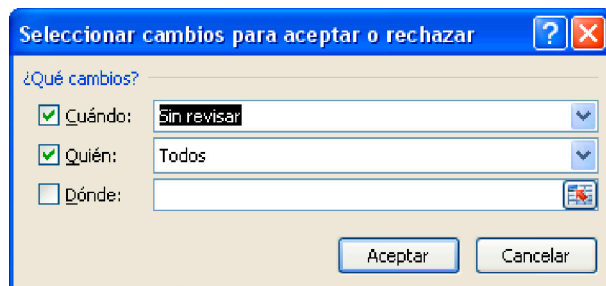 Seleccionar cambios para aceptar o rechazar
¿Qué cambios?
Cuándo: Sin revisar
Quién: Todos
Dónde:
Aceptar Cancelar